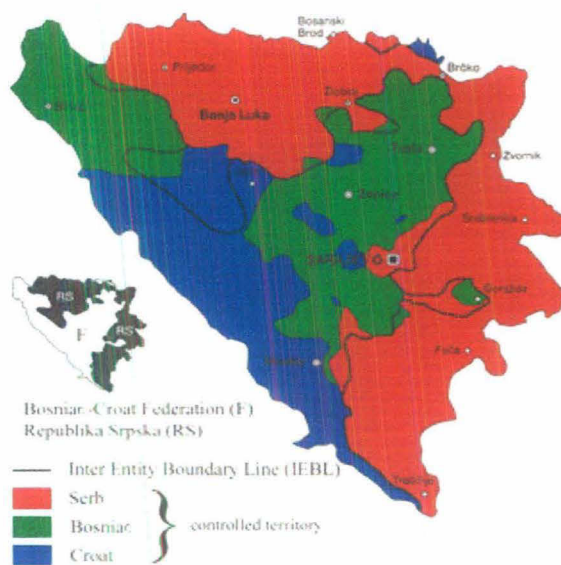 Bosanski
Brod
Prijedor
Brčko
Banja Luka
Doboj
Bihać
Tuzla
Zvornik
Zenica
Srebrenica
SARAJEVO
Goražde
RS
RS
F
Foča
Mostar
Bosniac-Croat Federation (F)
Republika Srpska (RS)
Inter Entity Boundary Line (IEBL)
Trebinje
Serb
Bosniac
controlled territory
Croat